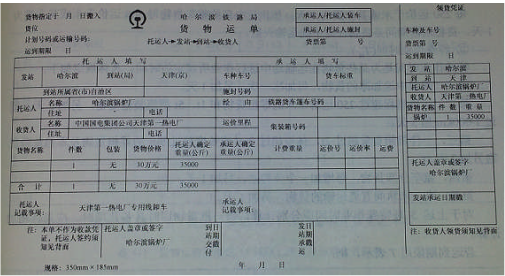 货物指定于 月 日搬入
哈尔滨铁路局
承运人/托运人装车
领货凭证
货位
货物运单
承运人/托运人施封
车种及车号
计划号码或运输号码:
托运人➤发站➤到站➤收货人
货票第 号
货票第 号
运到期限 日
运到期限 日
托运人填写
承运人填写
发站 哈尔滨
发站 哈尔滨 到站(局) 天津(京) 车种车号 货车标重
到站 天津
到站所属省(市)自治区 施封号码
托运人 哈尔滨锅炉厂
托运人 名称 哈尔滨锅炉厂 经由 铁路货车篷布号码
收货人 天津第一热电厂
住址 电话
货物名称 件数 重量
收货人 名称 中国国电集团公司天津第一热电厂 运价里程 集装箱号码
锅炉 1 35000
住址 电话
货物名称 件数 包装 货物价格 托运人确定重量(公斤) 承运人确定重量(公斤) 计费重量 运价号 运价率 运费
1 无 30万元 35000
托运人盖章或签字
哈尔滨锅炉厂
合计 1 无 30万元 35000
发站承运日期戳
托运人记载事项: 天津第一热电厂专用线卸车 承运人记载事项:
注:本单不作为收款凭证,托运人签约须知见背面
托运人盖章或签字
哈尔滨锅炉厂
到站交付日期戳
发站承运日期戳
注:收货人领货须知见背面
规格:350mm×185mm
年 月 日